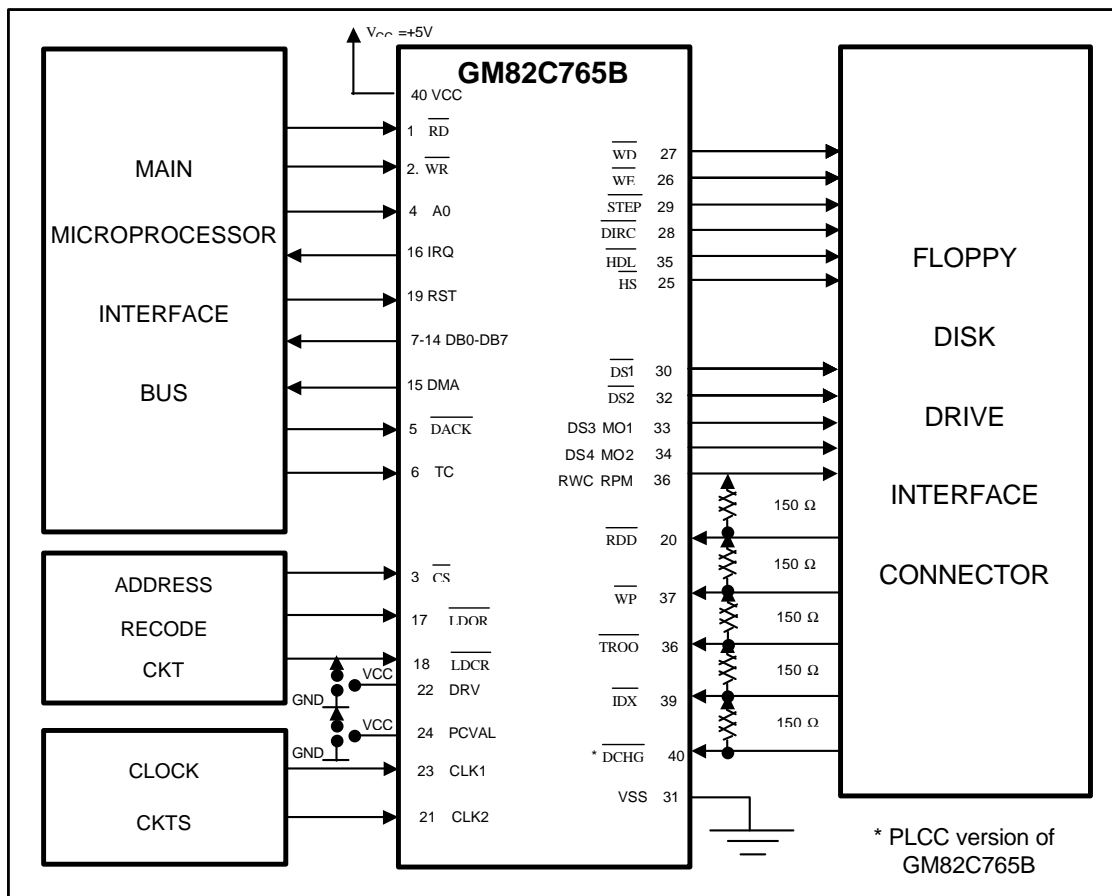 VCC =+5V
GM82C765B
40 VCC
1 RD
2. WR
4 A0
16 IRQ
19 RST
7-14 DB0-DB7
15 DMA
5 DACK
6 TC
3 CS
17 LDOR
18 LDCR
22 DRV
24 PCVAL
23 CLK1
21 CLK2
MAIN
MICROPROCESSOR
INTERFACE
BUS
ADDRESS
RECODE
CKT
VCC
GND
VCC
GND
CLOCK
CKTS
WD 27
WE 26
STEP 29
DIRC 28
HDL 35
HS 25
DS1 30
DS2 32
DS3 MO1 33
DS4 MO2 34
RWC RPM 36
RDD 20
WP 37
TROO 36
IDX 39
* DCHG 40
VSS 31
150 Ω
150 Ω
150 Ω
150 Ω
150 Ω
FLOPPY
DISK
DRIVE
INTERFACE
CONNECTOR
* PLCC version of
GM82C765B